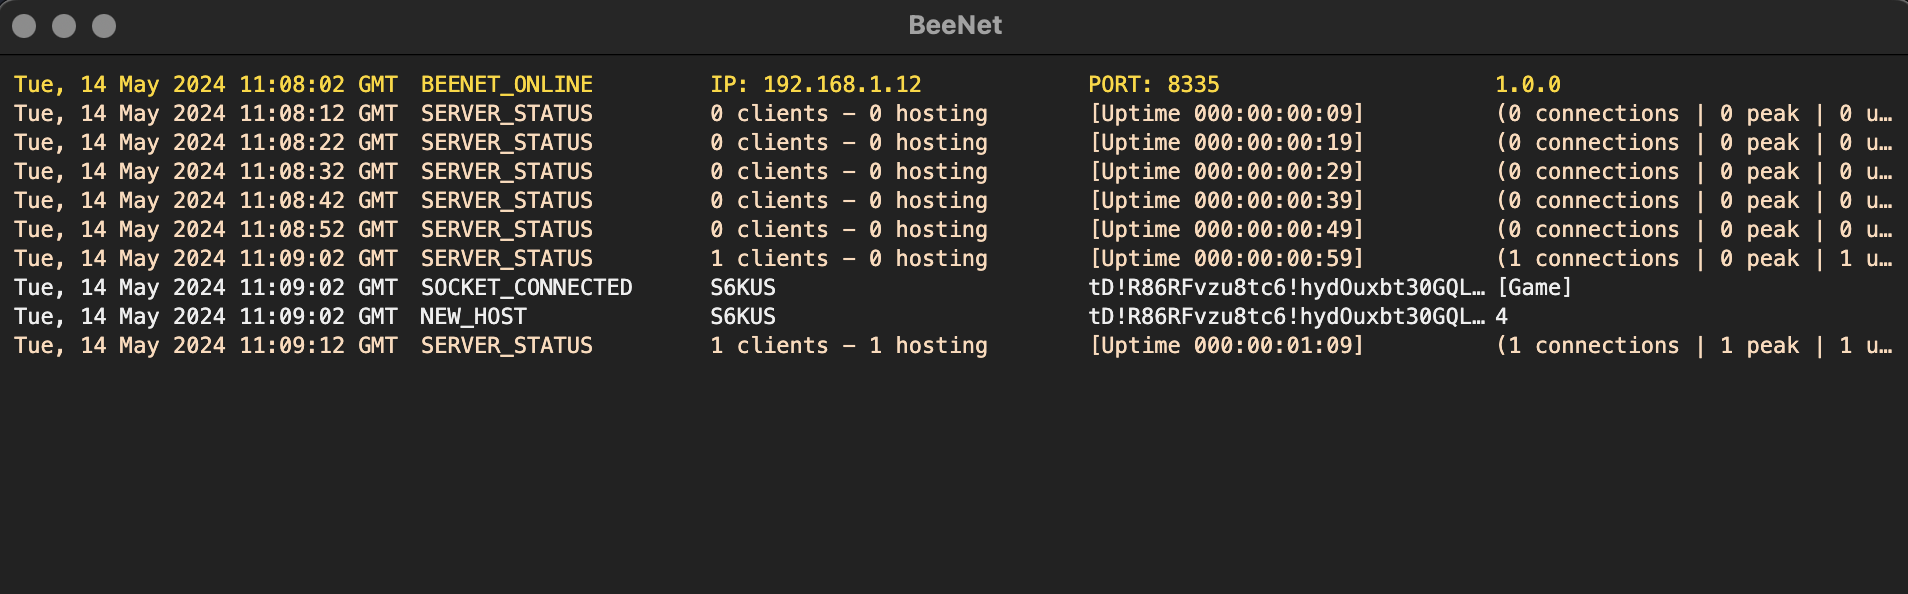 BeeNet
Tue, 14 May 2024 11:08:02 GMT BEENET_ONLINE IP: 192.168.1.12 PORT: 8335 1.0.0
Tue, 14 May 2024 11:08:12 GMT SERVER_STATUS 0 clients – 0 hosting [Uptime 000:00:00:09] (0 connections | 0 peak | 0 u…
Tue, 14 May 2024 11:08:22 GMT SERVER_STATUS 0 clients – 0 hosting [Uptime 000:00:00:19] (0 connections | 0 peak | 0 u…
Tue, 14 May 2024 11:08:32 GMT SERVER_STATUS 0 clients – 0 hosting [Uptime 000:00:00:29] (0 connections | 0 peak | 0 u…
Tue, 14 May 2024 11:08:42 GMT SERVER_STATUS 0 clients – 0 hosting [Uptime 000:00:00:39] (0 connections | 0 peak | 0 u…
Tue, 14 May 2024 11:08:52 GMT SERVER_STATUS 0 clients – 0 hosting [Uptime 000:00:00:49] (0 connections | 0 peak | 0 u…
Tue, 14 May 2024 11:09:02 GMT SERVER_STATUS 1 clients – 0 hosting [Uptime 000:00:00:59] (1 connections | 0 peak | 1 u…
Tue, 14 May 2024 11:09:02 GMT SOCKET_CONNECTED S6KUS tD!R86RFvzu8tc6!hydOuxbt30GQL… [Game]
Tue, 14 May 2024 11:09:02 GMT NEW_HOST S6KUS tD!R86RFvzu8tc6!hydOuxbt30GQL… 4
Tue, 14 May 2024 11:09:12 GMT SERVER_STATUS 1 clients – 1 hosting [Uptime 000:00:01:09] (1 connections | 1 peak | 1 u…